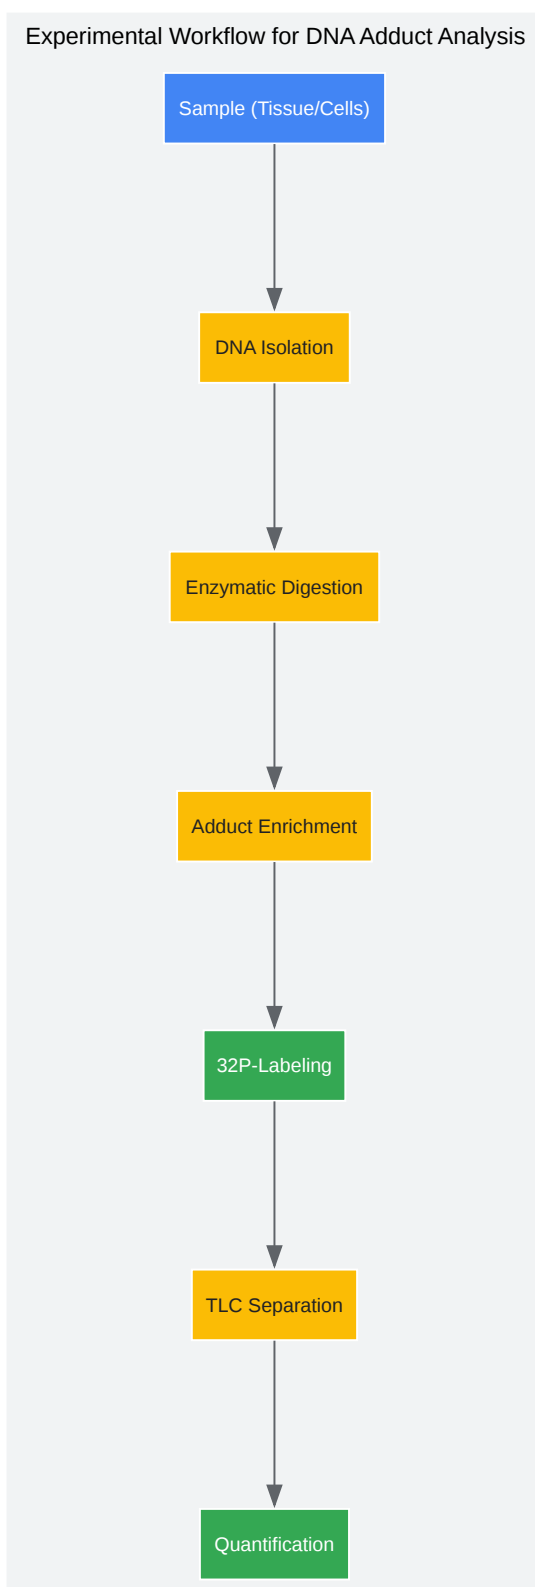 Experimental Workflow for DNA Adduct Analysis
Sample (Tissue/Cells)
DNA Isolation
Enzymatic Digestion
Adduct Enrichment
32P-Labeling
TLC Separation
Quantification